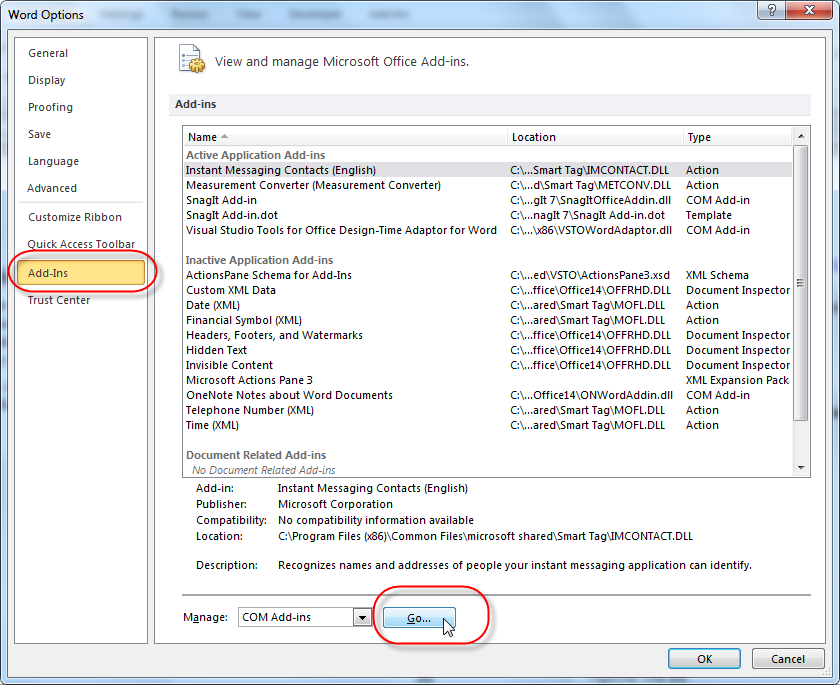 Word Options
General
Display
Proofing
Save
Language
Advanced
Customize Ribbon
Quick Access Toolbar
Add-Ins
Trust Center
View and manage Microsoft Office Add-ins.
Add-ins
Name Location Type
Active Application Add-ins
Instant Messaging Contacts (English) C:\...Smart Tag\IMCONTACT.DLL Action
Measurement Converter (Measurement Converter) C:\...d\Smart Tag\METCONV.DLL Action
SnagIt Add-in C:\...gIt 7\SnagItOfficeAddin.dll COM Add-in
SnagIt Add-in.dot C:\...nagIt 7\SnagIt Add-in.dot Template
Visual Studio Tools for Office Design-Time Adaptor for Word C:\...\x86\VSTOWordAdaptor.dll COM Add-in
Inactive Application Add-ins
ActionsPane Schema for Add-Ins C:\...ed\VSTO\ActionsPane3.xsd XML Schema
Custom XML Data C:\...ffice\Office14\OFFRHD.DLL Document Inspector
Date (XML) C:\...ared\Smart Tag\MOFL.DLL Action
Financial Symbol (XML) C:\...ared\Smart Tag\MOFL.DLL Action
Headers, Footers, and Watermarks C:\...ffice\Office14\OFFRHD.DLL Document Inspector
Hidden Text C:\...ffice\Office14\OFFRHD.DLL Document Inspector
Invisible Content C:\...ffice\Office14\OFFRHD.DLL Document Inspector
Microsoft Actions Pane 3 XML Expansion Pack
OneNote Notes about Word Documents C:\...Office14\ONWordAddin.dll COM Add-in
Telephone Number (XML) C:\...ared\Smart Tag\MOFL.DLL Action
Time (XML) C:\...ared\Smart Tag\MOFL.DLL Action
Document Related Add-ins
No Document Related Add-ins
Add-in: Instant Messaging Contacts (English)
Publisher: Microsoft Corporation
Compatibility: No compatibility information available
Location: C:\Program Files (x86)\Common Files\microsoft shared\Smart Tag\IMCONTACT.DLL
Description: Recognizes names and addresses of people your instant messaging application can identify.
Manage: COM Add-ins Go...
OK Cancel